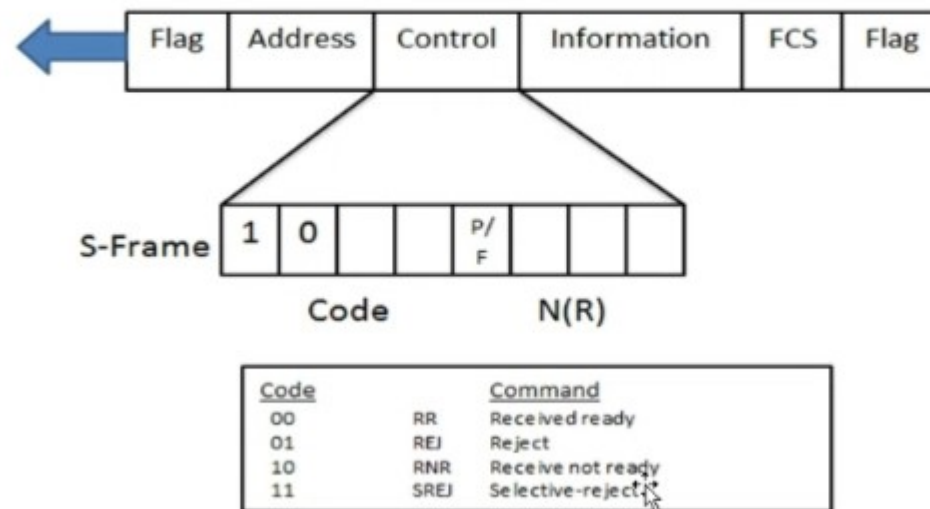 Flag Address Control Information FCS Flag
S-Frame 1 0 P/
F
Code N(R)
Code Command
00 RR Received ready
01 REJ Reject
10 RNR Receive not ready
11 SREJ Selective-reject